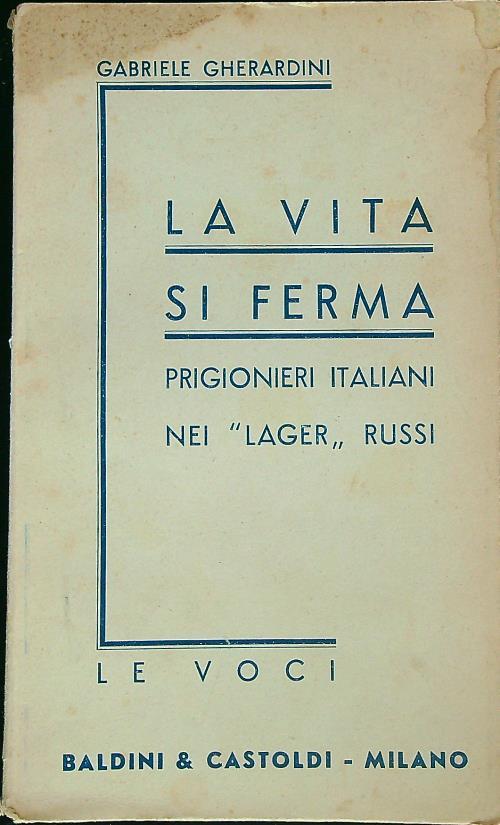 GABRIELE GHERARDINI
LA VITA
SI FERMA
PRIGIONIERI ITALIANI
NEI “LAGER„ RUSSI
LE VOCI
BALDINI & CASTOLDI - MILANO